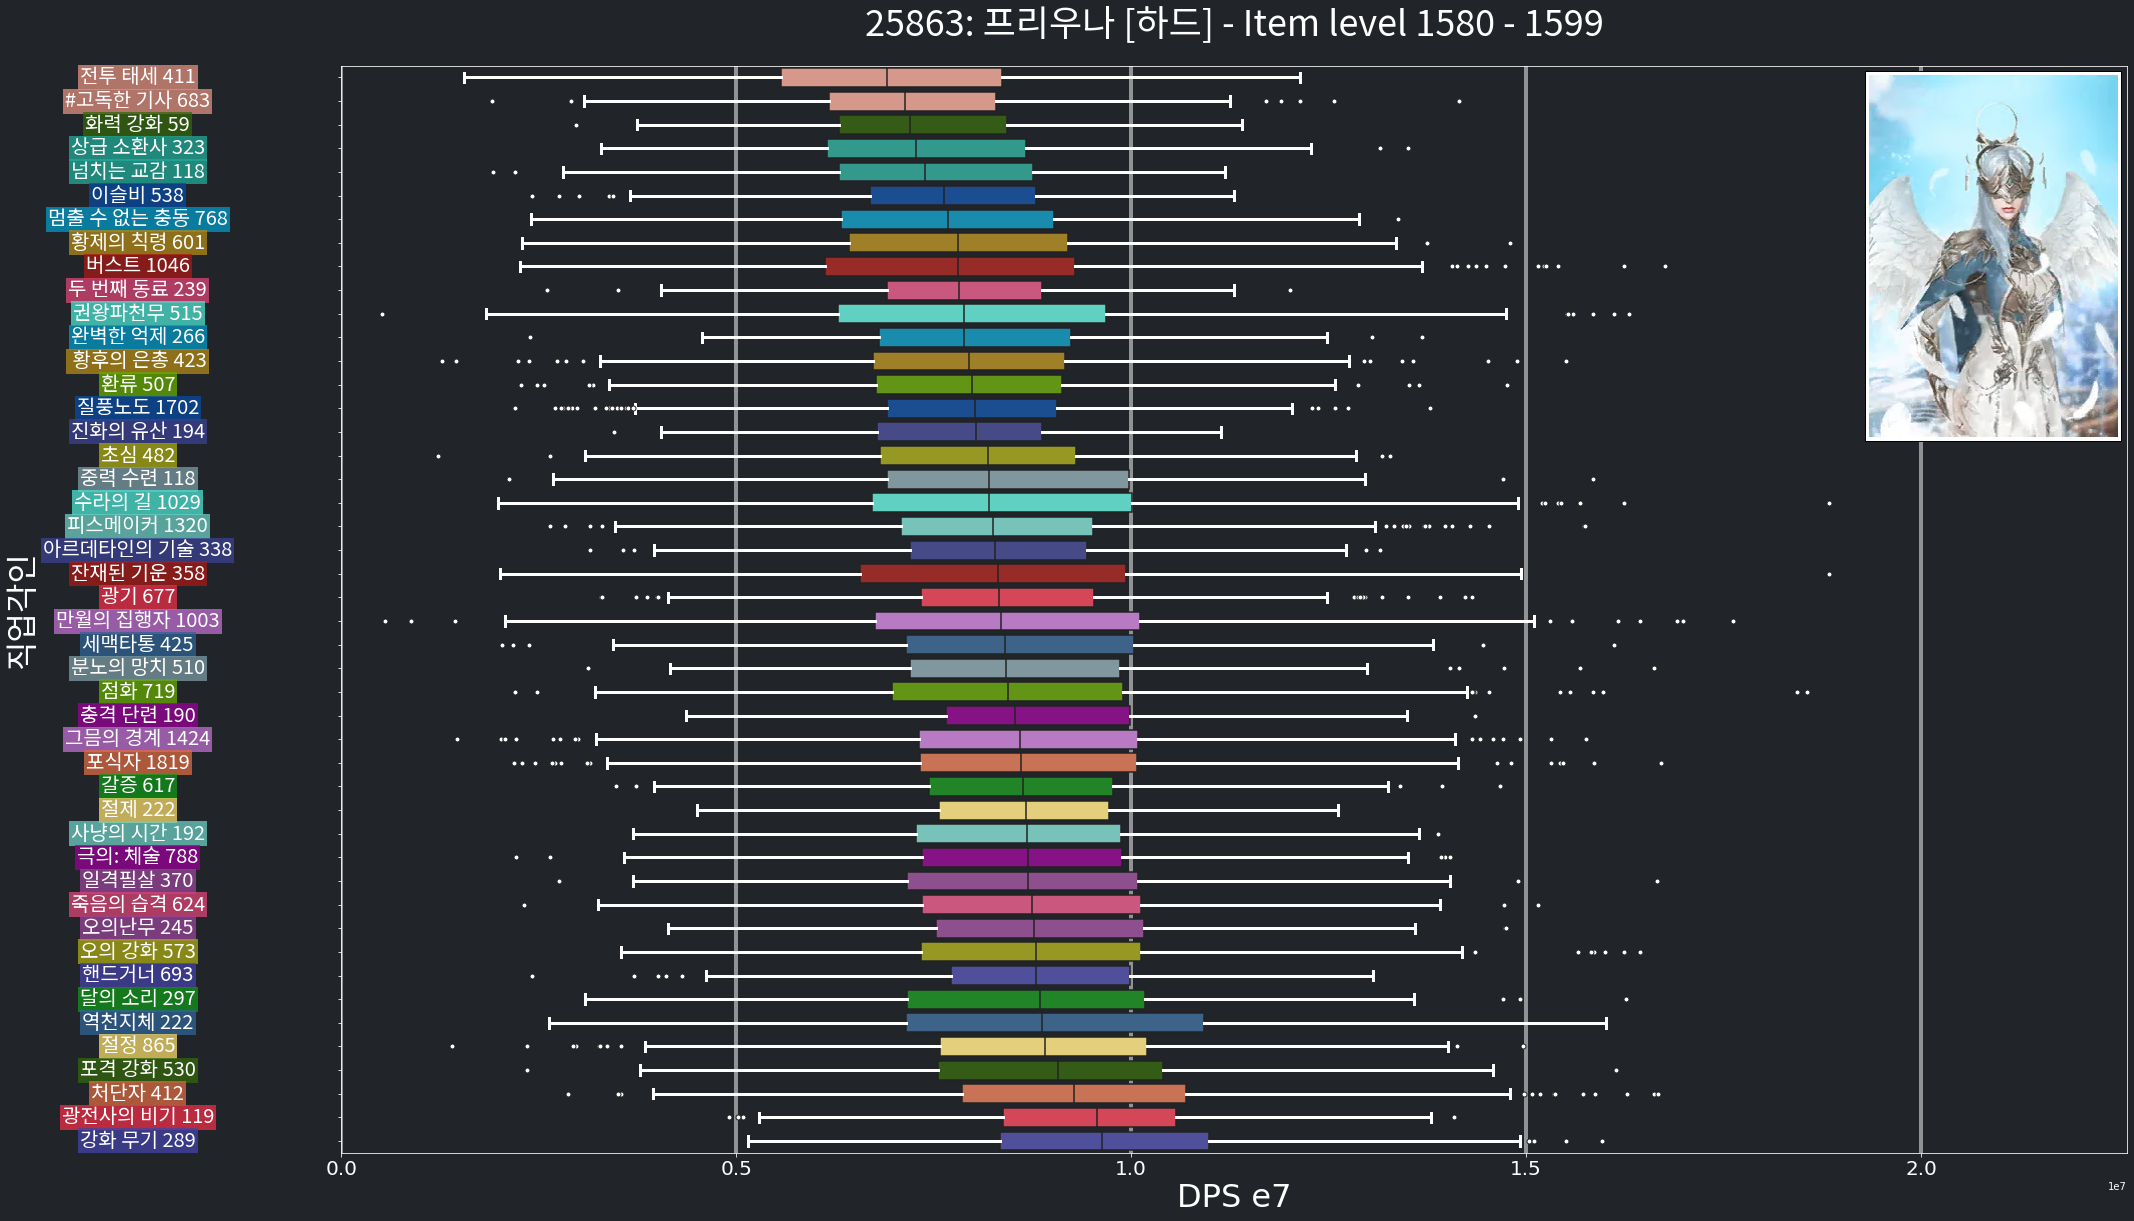 25863: 프리우나 [하드] - Item level 1580 - 1599
직업각인
전투 태세 411
#고독한 기사 683
화력 강화 59
상급 소환사 323
넘치는 교감 118
이슬비 538
멈출 수 없는 충동 768
황제의 칙령 601
버스트 1046
두 번째 동료 239
권왕파천무 515
완벽한 억제 266
황후의 은총 423
환류 507
질풍노도 1702
진화의 유산 194
초심 482
중력 수련 118
수라의 길 1029
피스메이커 1320
아르데타인의 기술 338
잔재된 기운 358
광기 677
만월의 집행자 1003
세맥타통 425
분노의 망치 510
점화 719
충격 단련 190
그믐의 경계 1424
포식자 1819
갈증 617
절제 222
사냥의 시간 192
극의: 체술 788
일격필살 370
죽음의 습격 624
오의난무 245
오의 강화 573
핸드거너 693
달의 소리 297
역천지체 222
절정 865
포격 강화 530
처단자 412
광전사의 비기 119
강화 무기 289
0.0 0.5 1.0 1.5 2.0
DPS e7
1e7